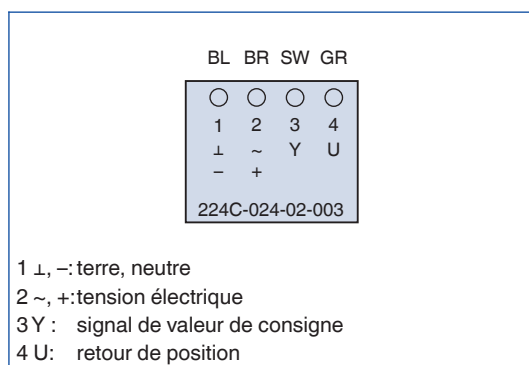 BL BR SW GR
1 2 3 4
⊥ ~ Y U
– +
224C-024-02-003
1 ⊥, –: terre, neutre
2 ~, +: tension électrique
3 Y : signal de valeur de consigne
4 U: retour de position